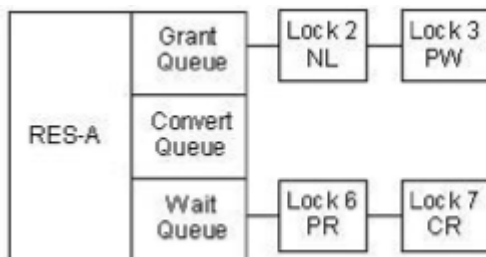 RES-A
Grant
Queue
Lock 2
NL
Lock 3
PW
Convert
Queue
Wait
Queue
Lock 6
PR
Lock 7
CR